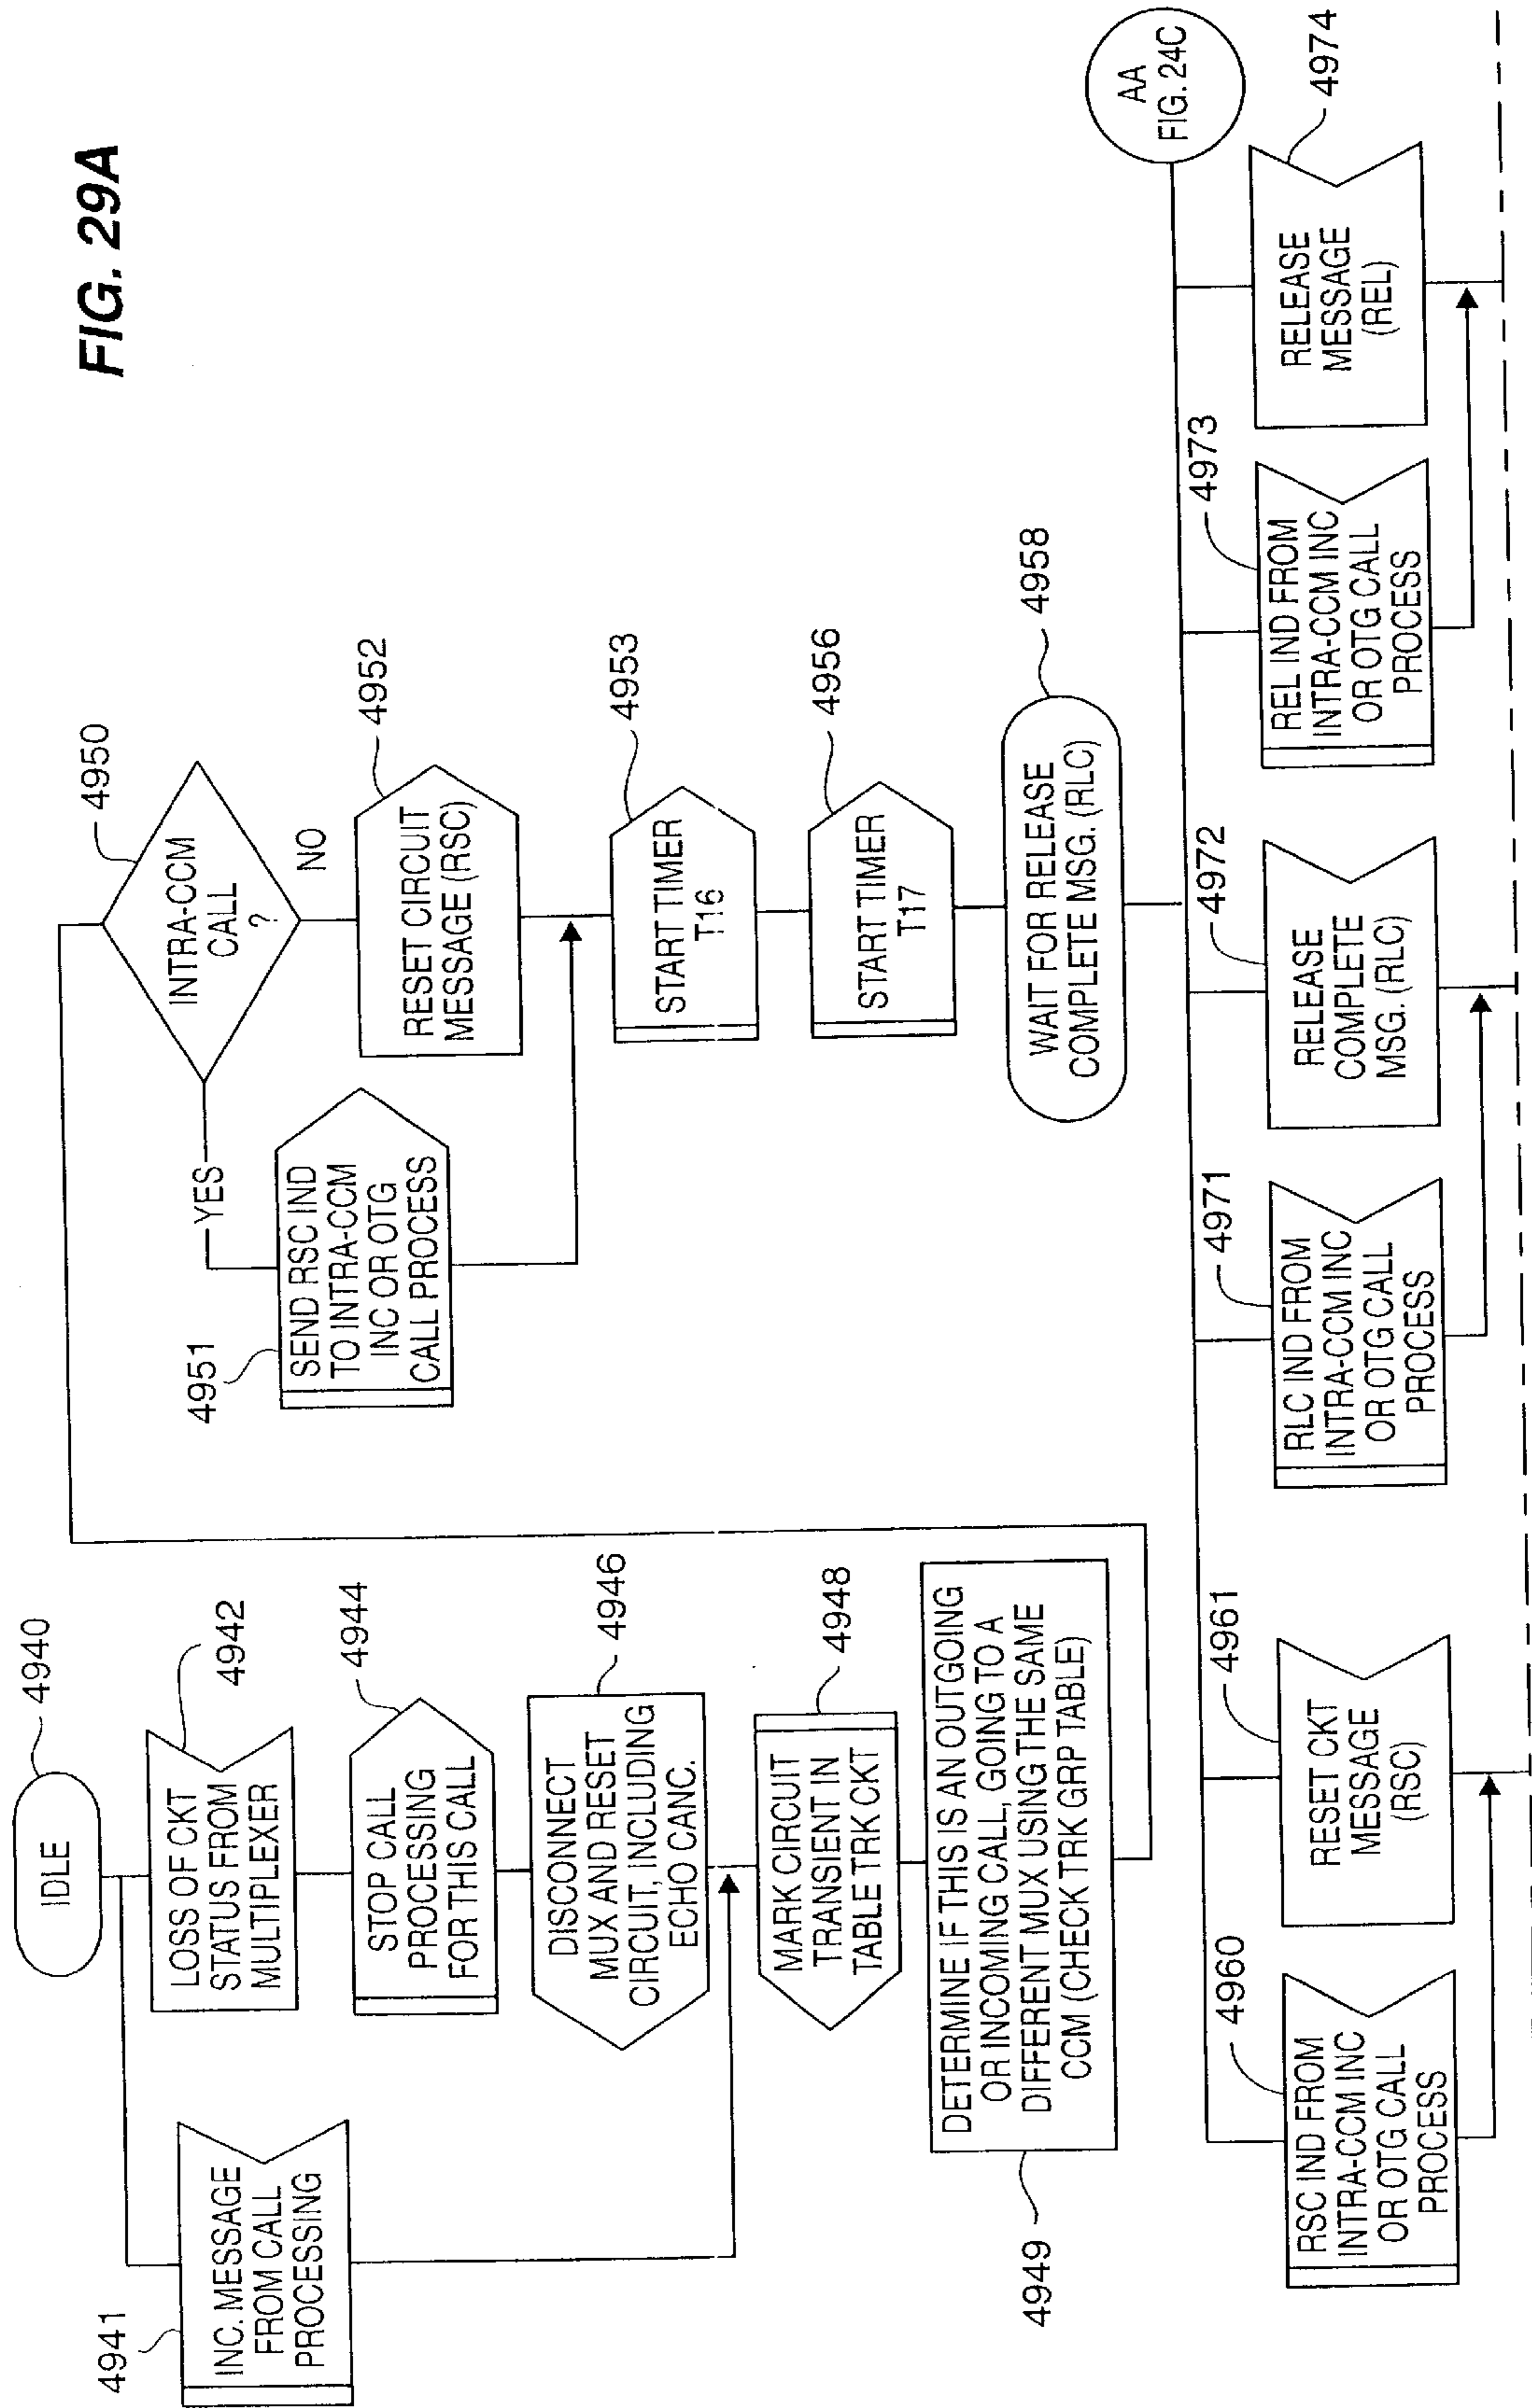 FIG. 29A
4940
IDLE
4941
INC. MESSAGE
FROM CALL
PROCESSING
4942
LOSS OF CKT
STATUS FROM
MULTIPLEXER
4944
STOP CALL
PROCESSING
FOR THIS CALL
4946
DISCONNECT
MUX AND RESET
CIRCUIT, INCLUDING
ECHO CANC.
4948
MARK CIRCUIT
TRANSIENT IN
TABLE TRK CKT
4949
DETERMINE IF THIS IS AN OUTGOING
OR INCOMING CALL, GOING TO A
DIFFERENT MUX USING THE SAME
CCM (CHECK TRK GRP TABLE)
4950
INTRA-CCM
CALL
?
YES
NO
4951
SEND RSC IND
TO INTRA-CCM
INC OR OTG
CALL PROCESS
4952
RESET CIRCUIT
MESSAGE (RSC)
4953
START TIMER
T16
4956
START TIMER
T17
4958
WAIT FOR RELEASE
COMPLETE MSG. (RLC)
AA
FIG. 24C
4960
RSC IND FROM
INTRA-CCM INC
OR OTG CALL
PROCESS
4961
RESET CKT
MESSAGE
(RSC)
4971
RLC IND FROM
INTRA-CCM INC
OR OTG CALL
PROCESS
4972
RELEASE
COMPLETE
MSG. (RLC)
4973
REL IND FROM
INTRA-CCM INC
OR OTG CALL
PROCESS
4974
RELEASE
MESSAGE
(REL)